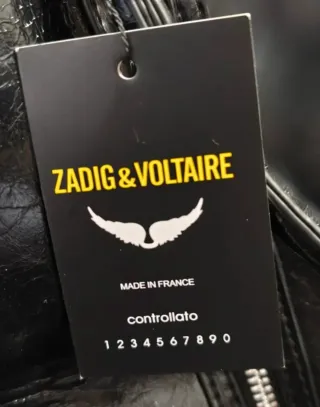 ZADIG&VOLTAIRE
MADE IN FRANCE
controllato
1 2 3 4 5 6 7 8 9 0